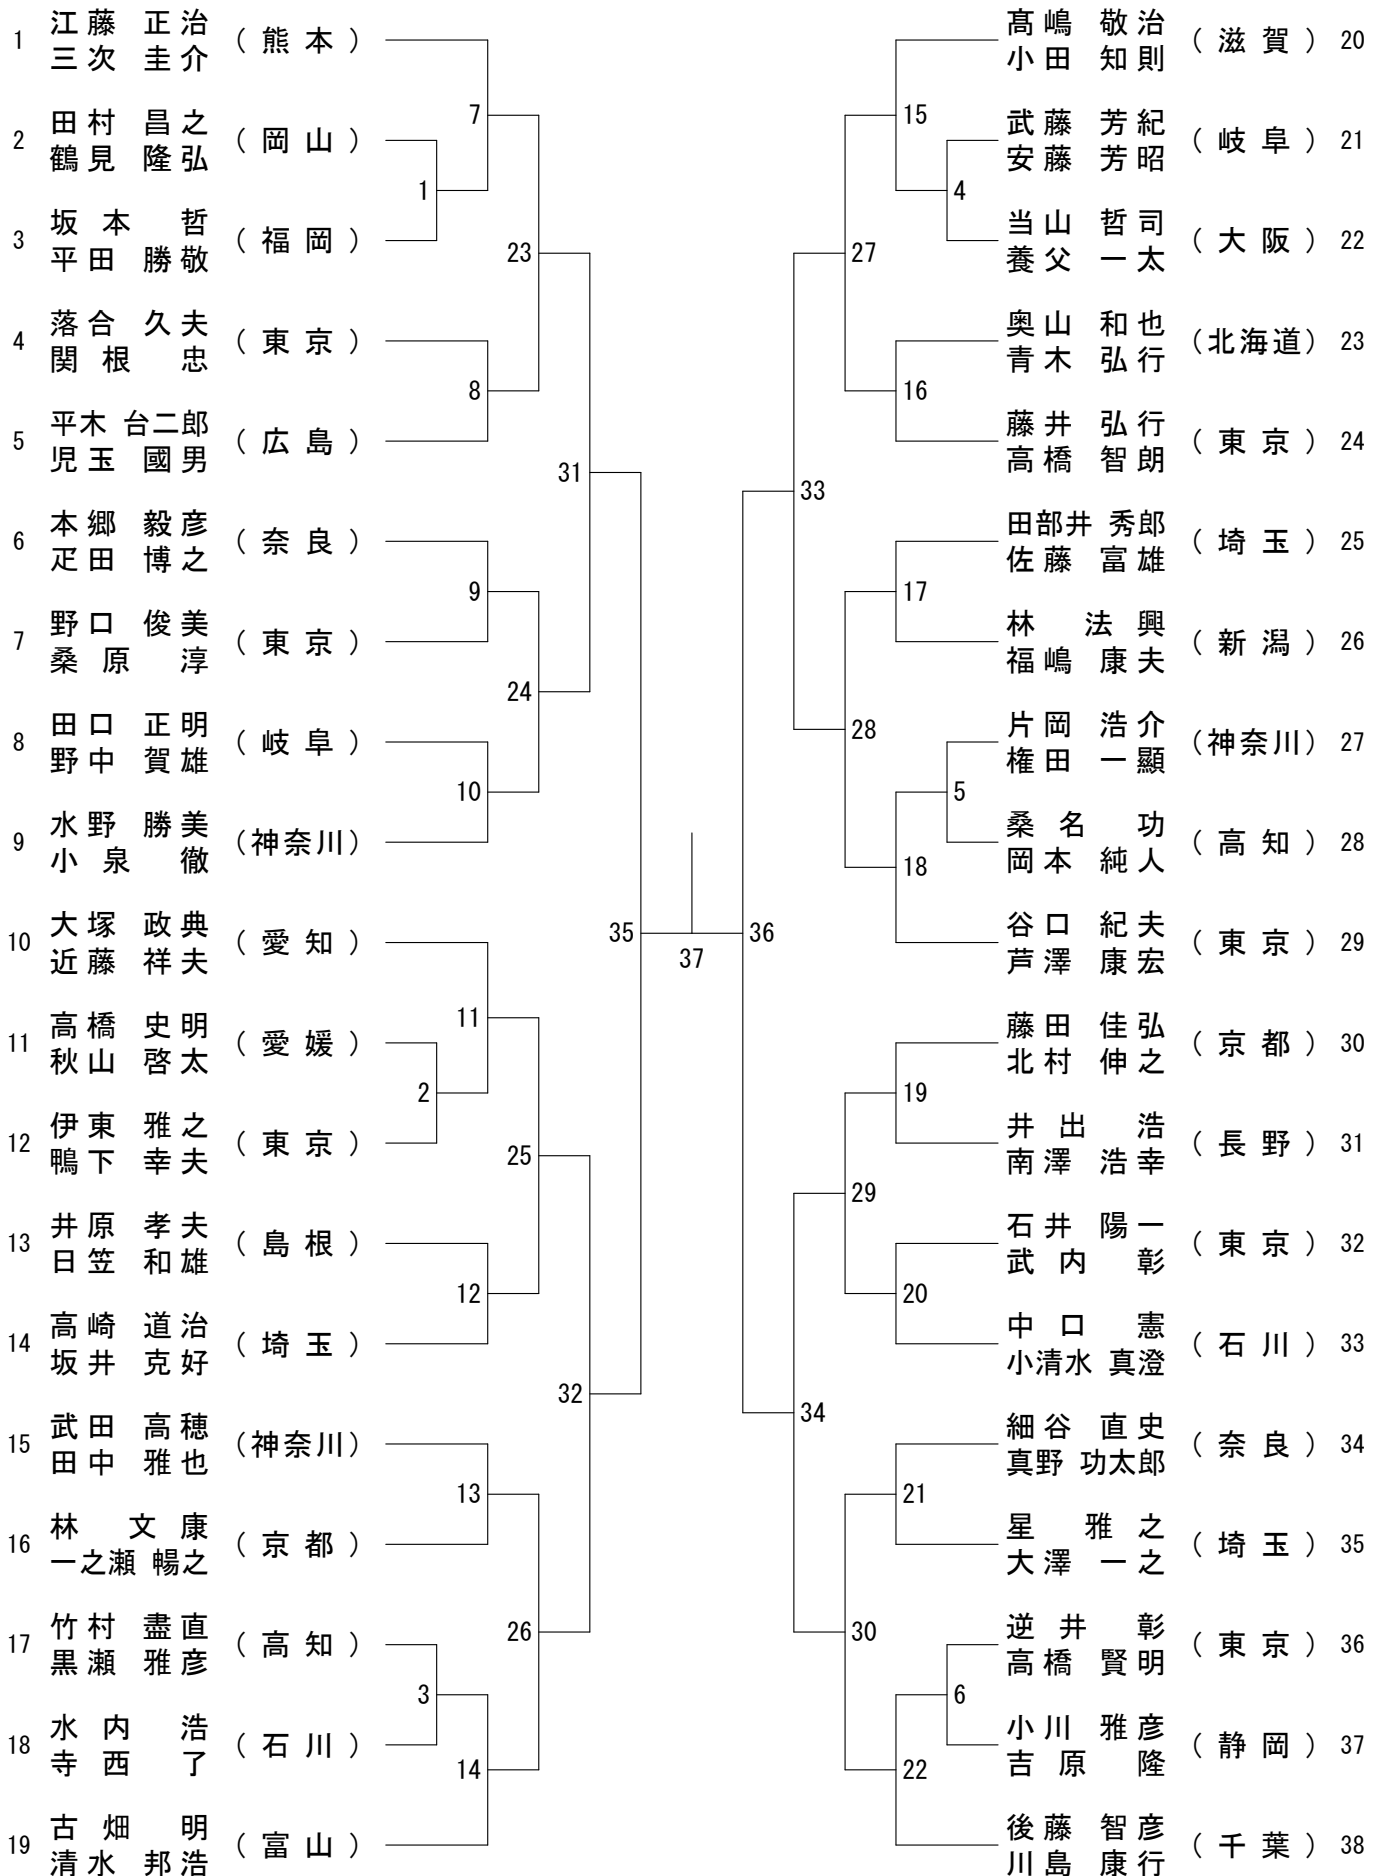 1 江藤 正治 三次 圭介 (熊本)
2 田村 昌之 鶴見 隆弘 (岡山)
3 坂本 哲 平田 勝敬 (福岡)
4 落合 久夫 関根 忠 (東京)
5 平木 台二郎 児玉 國男 (広島)
6 本郷 毅彦 疋田 博之 (奈良)
7 野口 俊美 桑原 淳 (東京)
8 田口 正明 野中 賀雄 (岐阜)
9 水野 勝美 小泉 徹 (神奈川)
10 大塚 政典 近藤 祥夫 (愛知)
11 高橋 史明 秋山 啓太 (愛媛)
12 伊東 雅之 鴨下 幸夫 (東京)
13 井原 孝夫 日笠 和雄 (島根)
14 高崎 道治 坂井 克好 (埼玉)
15 武田 高穂 田中 雅也 (神奈川)
16 林 文康 一之瀬 暢之 (京都)
17 竹村 盡直 黒瀬 雅彦 (高知)
18 水内 浩 寺西 了 (石川)
19 古畑 明 清水 邦浩 (富山)
1
2
3
7
8
9
10
11
12
13
14
23
24
25
26
31
32
35
37
36
33
34
27
28
29
30
15
16
17
18
19
20
21
22
4
5
6
髙嶋 敬治 小田 知則 (滋賀) 20
武藤 芳紀 安藤 芳昭 (岐阜) 21
当山 哲司 養父 一太 (大阪) 22
奥山 和也 青木 弘行 (北海道) 23
藤井 弘行 高橋 智朗 (東京) 24
田部井 秀郎 佐藤 富雄 (埼玉) 25
林 法興 福嶋 康夫 (新潟) 26
片岡 浩介 権田 一顯 (神奈川) 27
桑名 功 岡本 純人 (高知) 28
谷口 紀夫 芦澤 康宏 (東京) 29
藤田 佳弘 北村 伸之 (京都) 30
井出 浩 南澤 浩幸 (長野) 31
石井 陽一 武内 彰 (東京) 32
中口 憲 小清水 真澄 (石川) 33
細谷 直史 真野 功太郎 (奈良) 34
星 雅之 大澤 一之 (埼玉) 35
逆井 彰 高橋 賢明 (東京) 36
小川 雅彦 吉原 隆 (静岡) 37
後藤 智彦 川島 康行 (千葉) 38